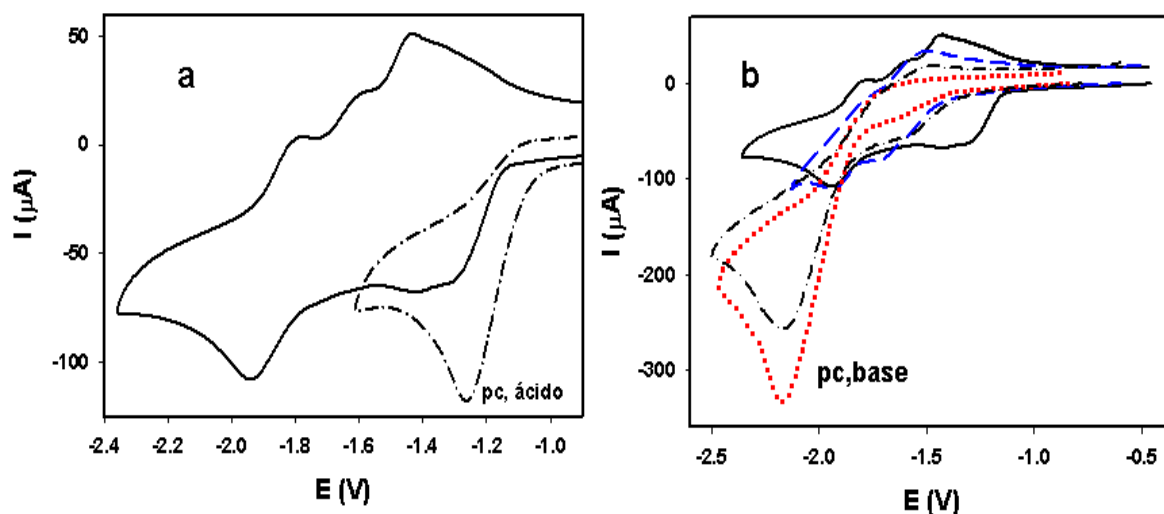 a
50
0
-50
-100
I (μA)
pc, ácido
-2.4 -2.2 -2.0 -1.8 -1.6 -1.4 -1.2 -1.0
E (V)
b
0
-100
-200
-300
I (μA)
pc,base
-2.5 -2.0 -1.5 -1.0 -0.5
E (V)